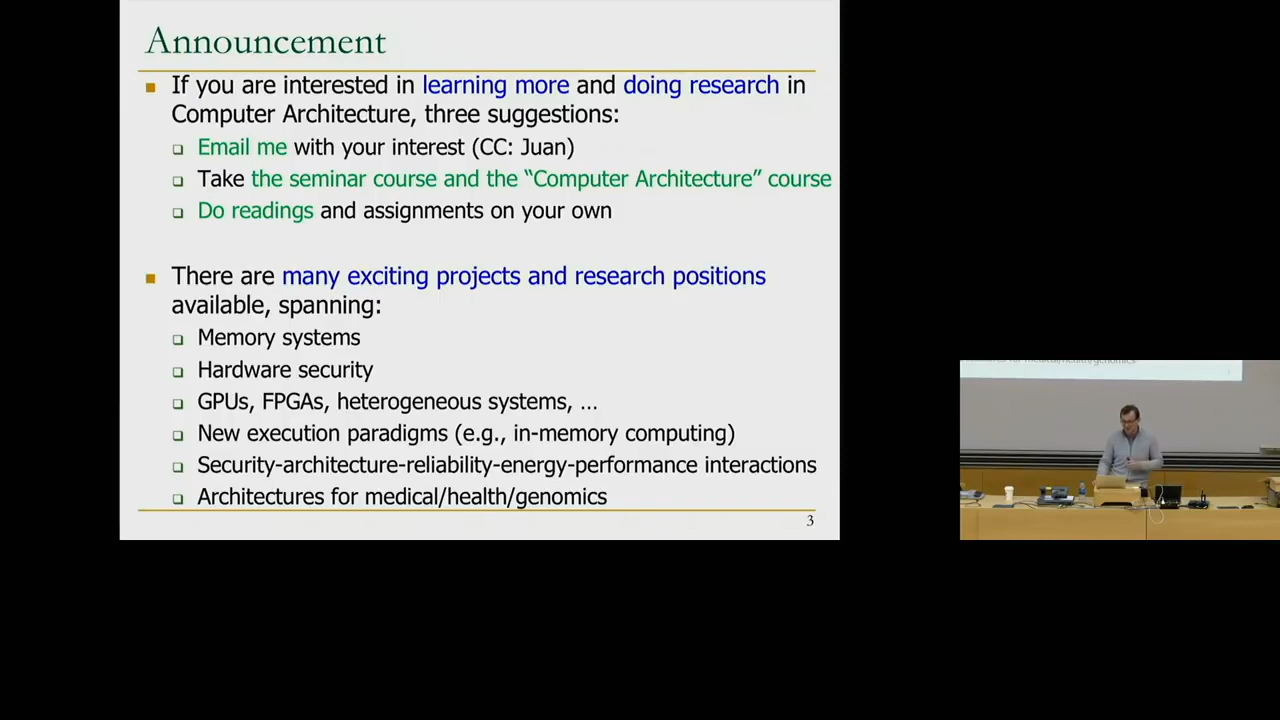 Announcement
If you are interested in learning more and doing research in
Computer Architecture, three suggestions:
Email me with your interest (CC: Juan)
Take the seminar course and the “Computer Architecture” course
Do readings and assignments on your own
There are many exciting projects and research positions
available, spanning:
Memory systems
Hardware security
GPUs, FPGAs, heterogeneous systems, ...
New execution paradigms (e.g., in-memory computing)
Security-architecture-reliability-energy-performance interactions
Architectures for medical/health/genomics
3